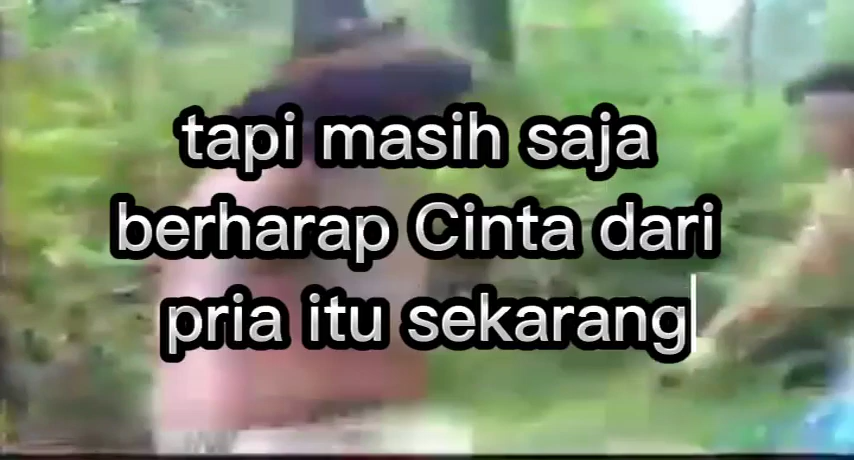 tapi masih saja
berharap Cinta dari
pria itu sekarang